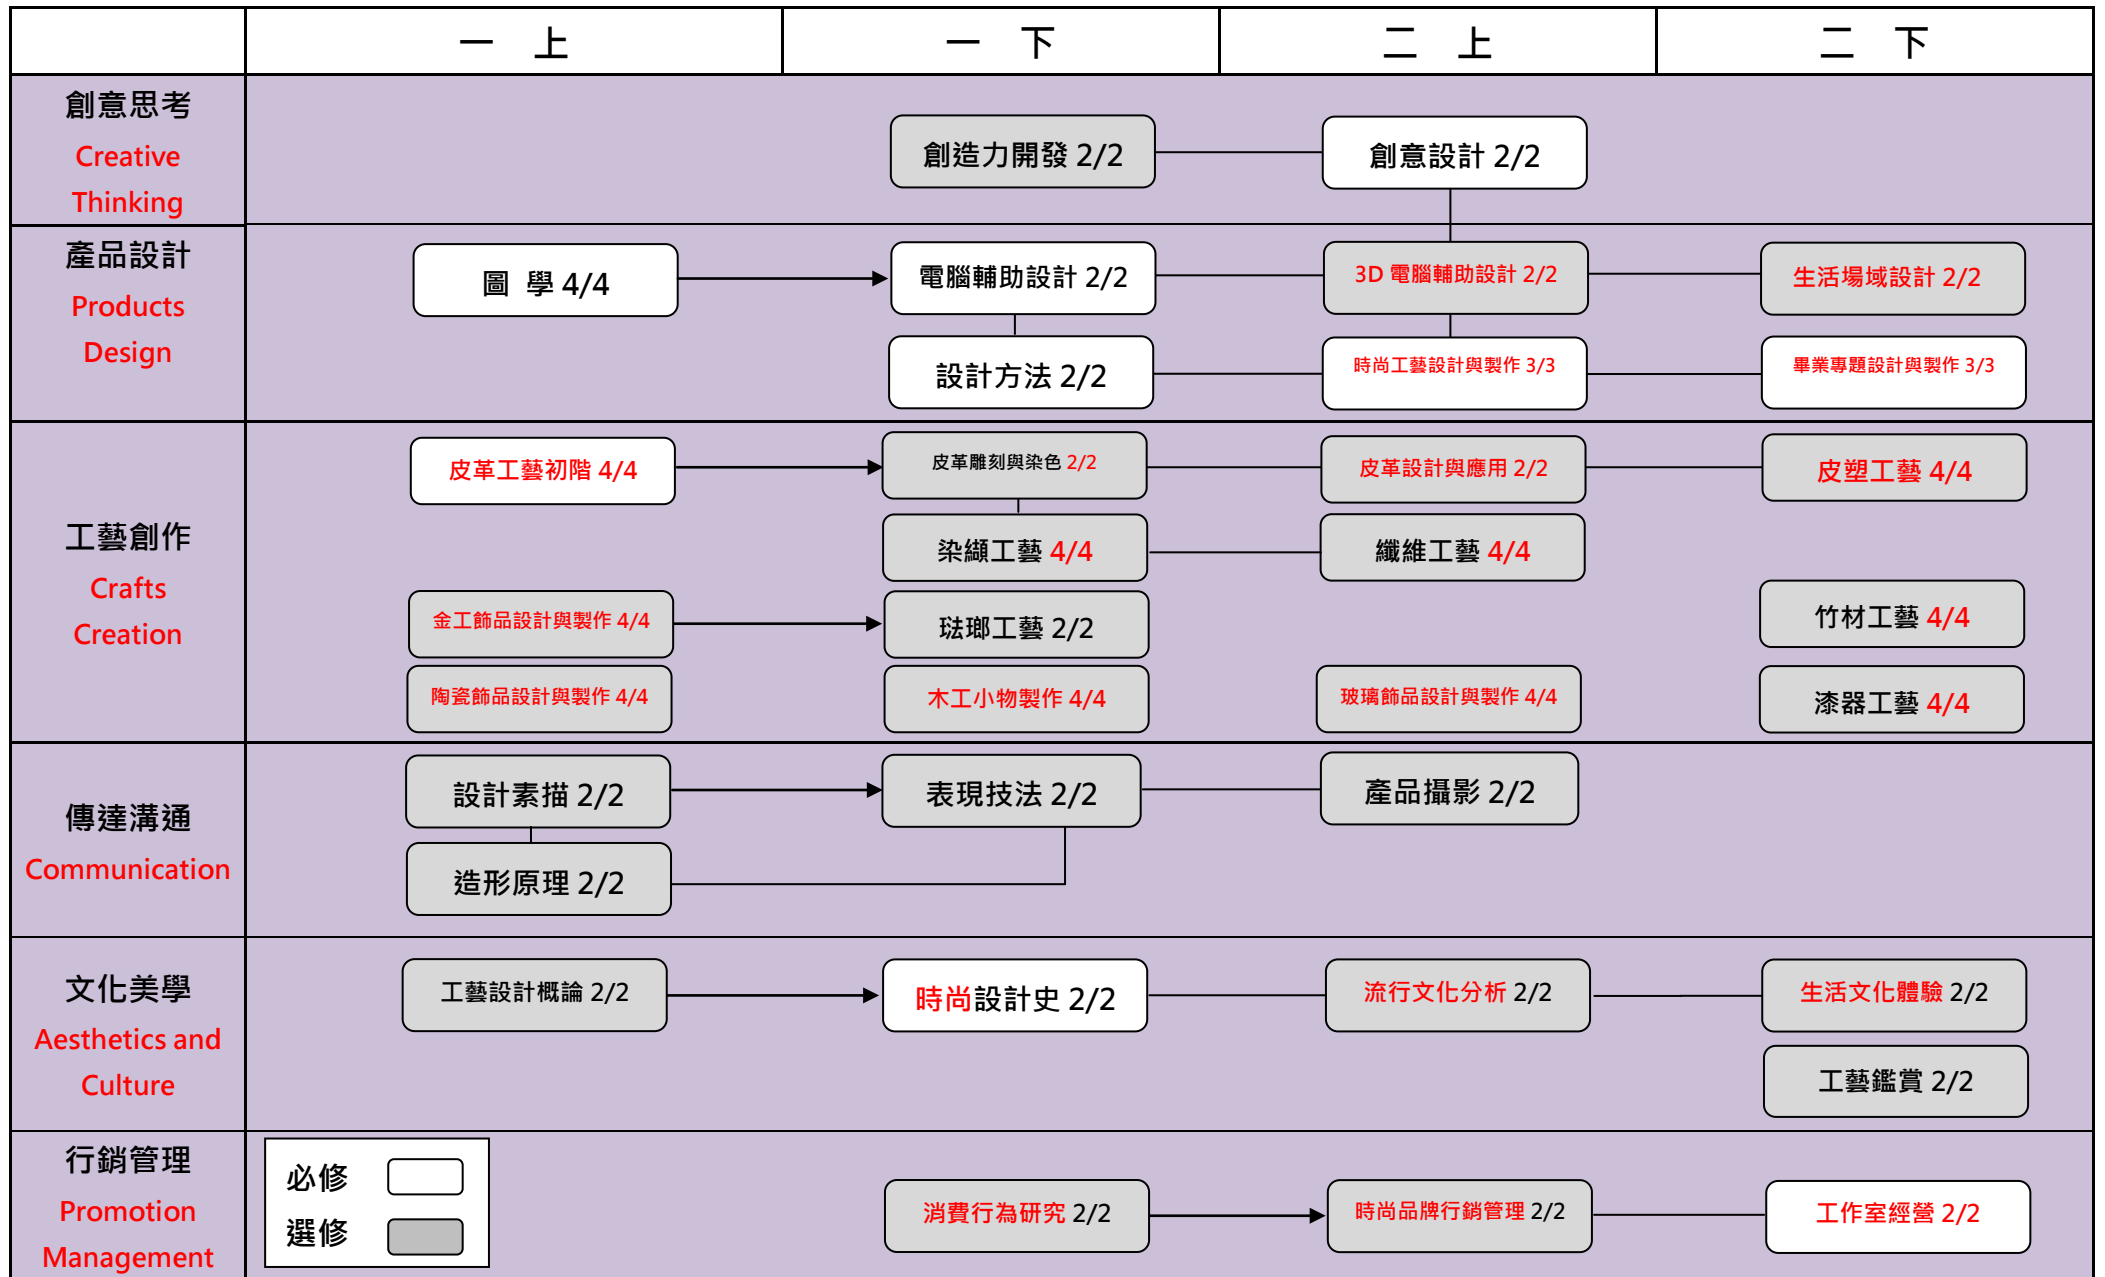 一 上
一 下
二 上
二 下
創意思考
Creative
Thinking
創造力開發 2/2
創意設計 2/2
產品設計
Products
Design
圖 學 4/4
電腦輔助設計 2/2
3D 電腦輔助設計 2/2
生活場域設計 2/2
設計方法 2/2
時尚工藝設計與製作 3/3
畢業專題設計與製作 3/3
工藝創作
Crafts
Creation
皮革工藝初階 4/4
皮革雕刻與染色 2/2
皮革設計與應用 2/2
皮塑工藝 4/4
染纈工藝 4/4
纖維工藝 4/4
金工飾品設計與製作 4/4
琺瑯工藝 2/2
竹材工藝 4/4
陶瓷飾品設計與製作 4/4
木工小物製作 4/4
玻璃飾品設計與製作 4/4
漆器工藝 4/4
傳達溝通
Communication
設計素描 2/2
表現技法 2/2
產品攝影 2/2
造形原理 2/2
文化美學
Aesthetics and
Culture
工藝設計概論 2/2
時尚設計史 2/2
流行文化分析 2/2
生活文化體驗 2/2
工藝鑑賞 2/2
行銷管理
Promotion
Management
必修
選修
消費行為研究 2/2
時尚品牌行銷管理 2/2
工作室經營 2/2